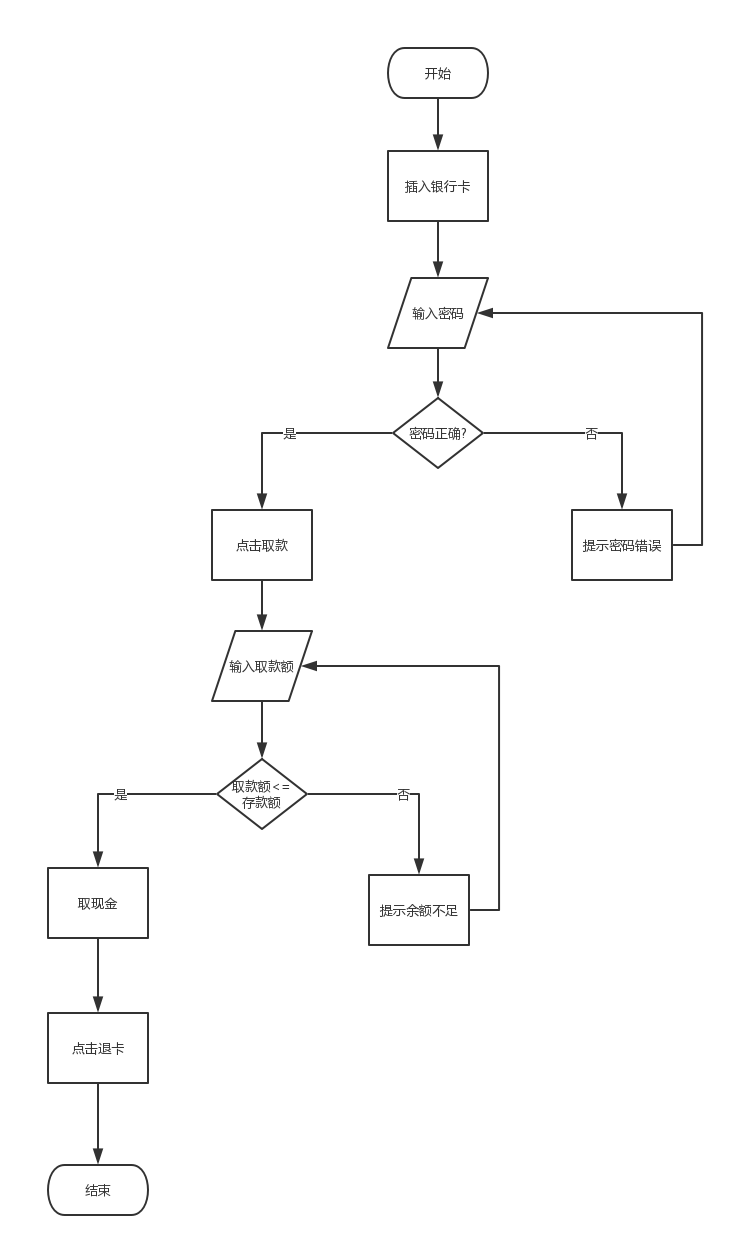 开始
插入银行卡
输入密码
密码正确?
是
否
点击取款
提示密码错误
输入取款额
取款额<=
存款额
是
否
取现金
提示余额不足
点击退卡
结束